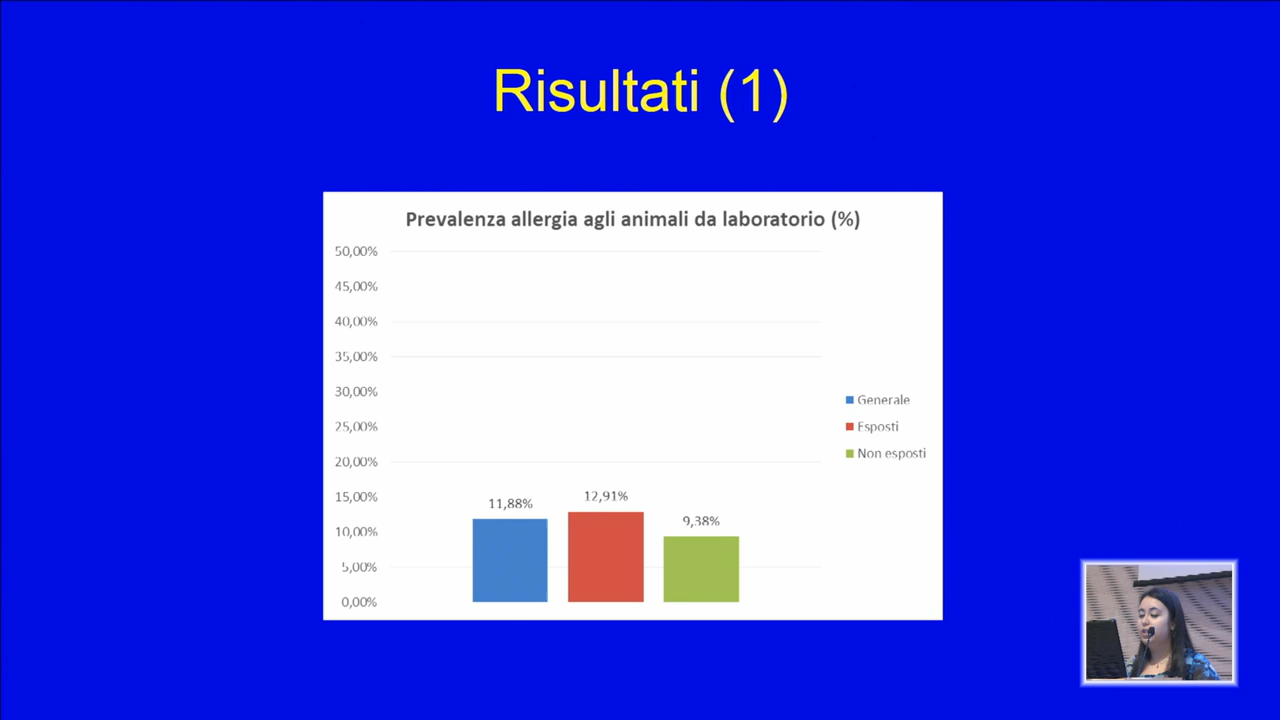 Risultati (1)
Prevalenza allergia agli animali da laboratorio (%)
50,00%
45,00%
40,00%
35,00%
30,00%
25,00%
20,00%
15,00%
10,00%
5,00%
0,00%
11,88%
12,91%
9,38%
Generale
Esposti
Non esposti